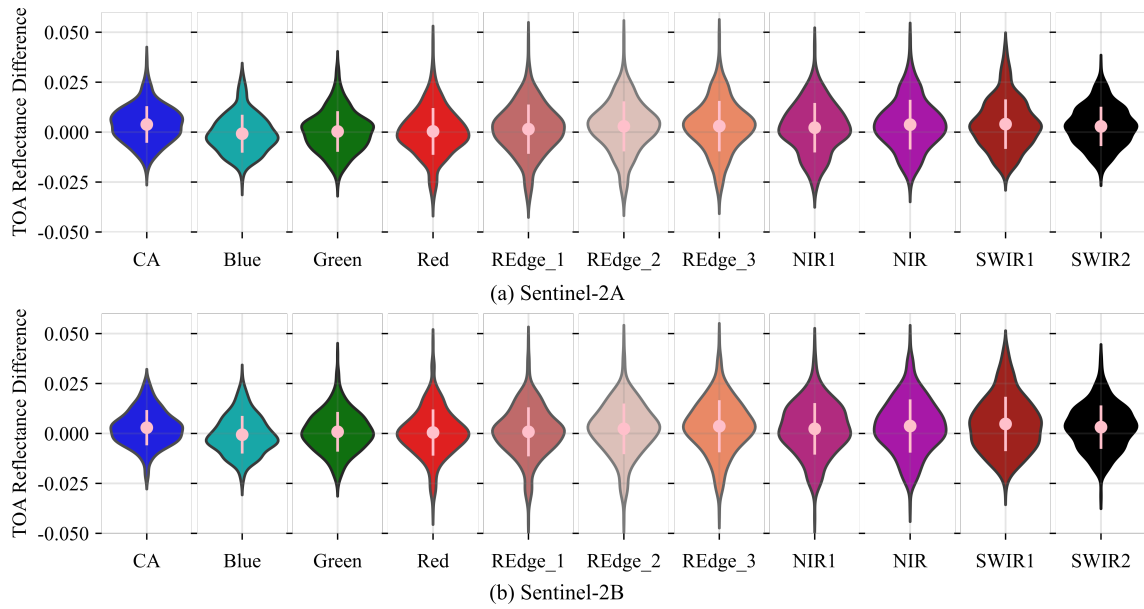 TOA Reflectance Difference
0.050
0.025
0.000
-0.025
-0.050
CA Blue Green Red REdge_1 REdge_2 REdge_3 NIR1 NIR SWIR1 SWIR2
(a) Sentinel-2A
TOA Reflectance Difference
0.050
0.025
0.000
-0.025
-0.050
CA Blue Green Red REdge_1 REdge_2 REdge_3 NIR1 NIR SWIR1 SWIR2
(b) Sentinel-2B